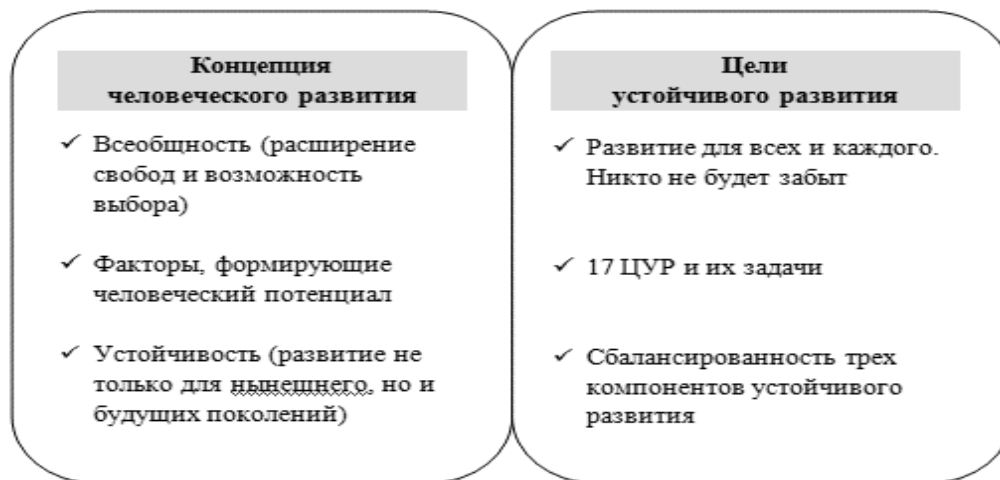 Концепция
человеческого развития
✓ Всеобщность (расширение
свобод и возможность
выбора)
✓ Факторы, формирующие
человеческий потенциал
✓ Устойчивость (развитие не
только для нынешнего, но и
будущих поколений)
Цели
устойчивого развития
✓ Развитие для всех и каждого.
Никто не будет забыт
✓ 17 ЦУР и их задачи
✓ Сбалансированность трех
компонентов устойчивого
развития